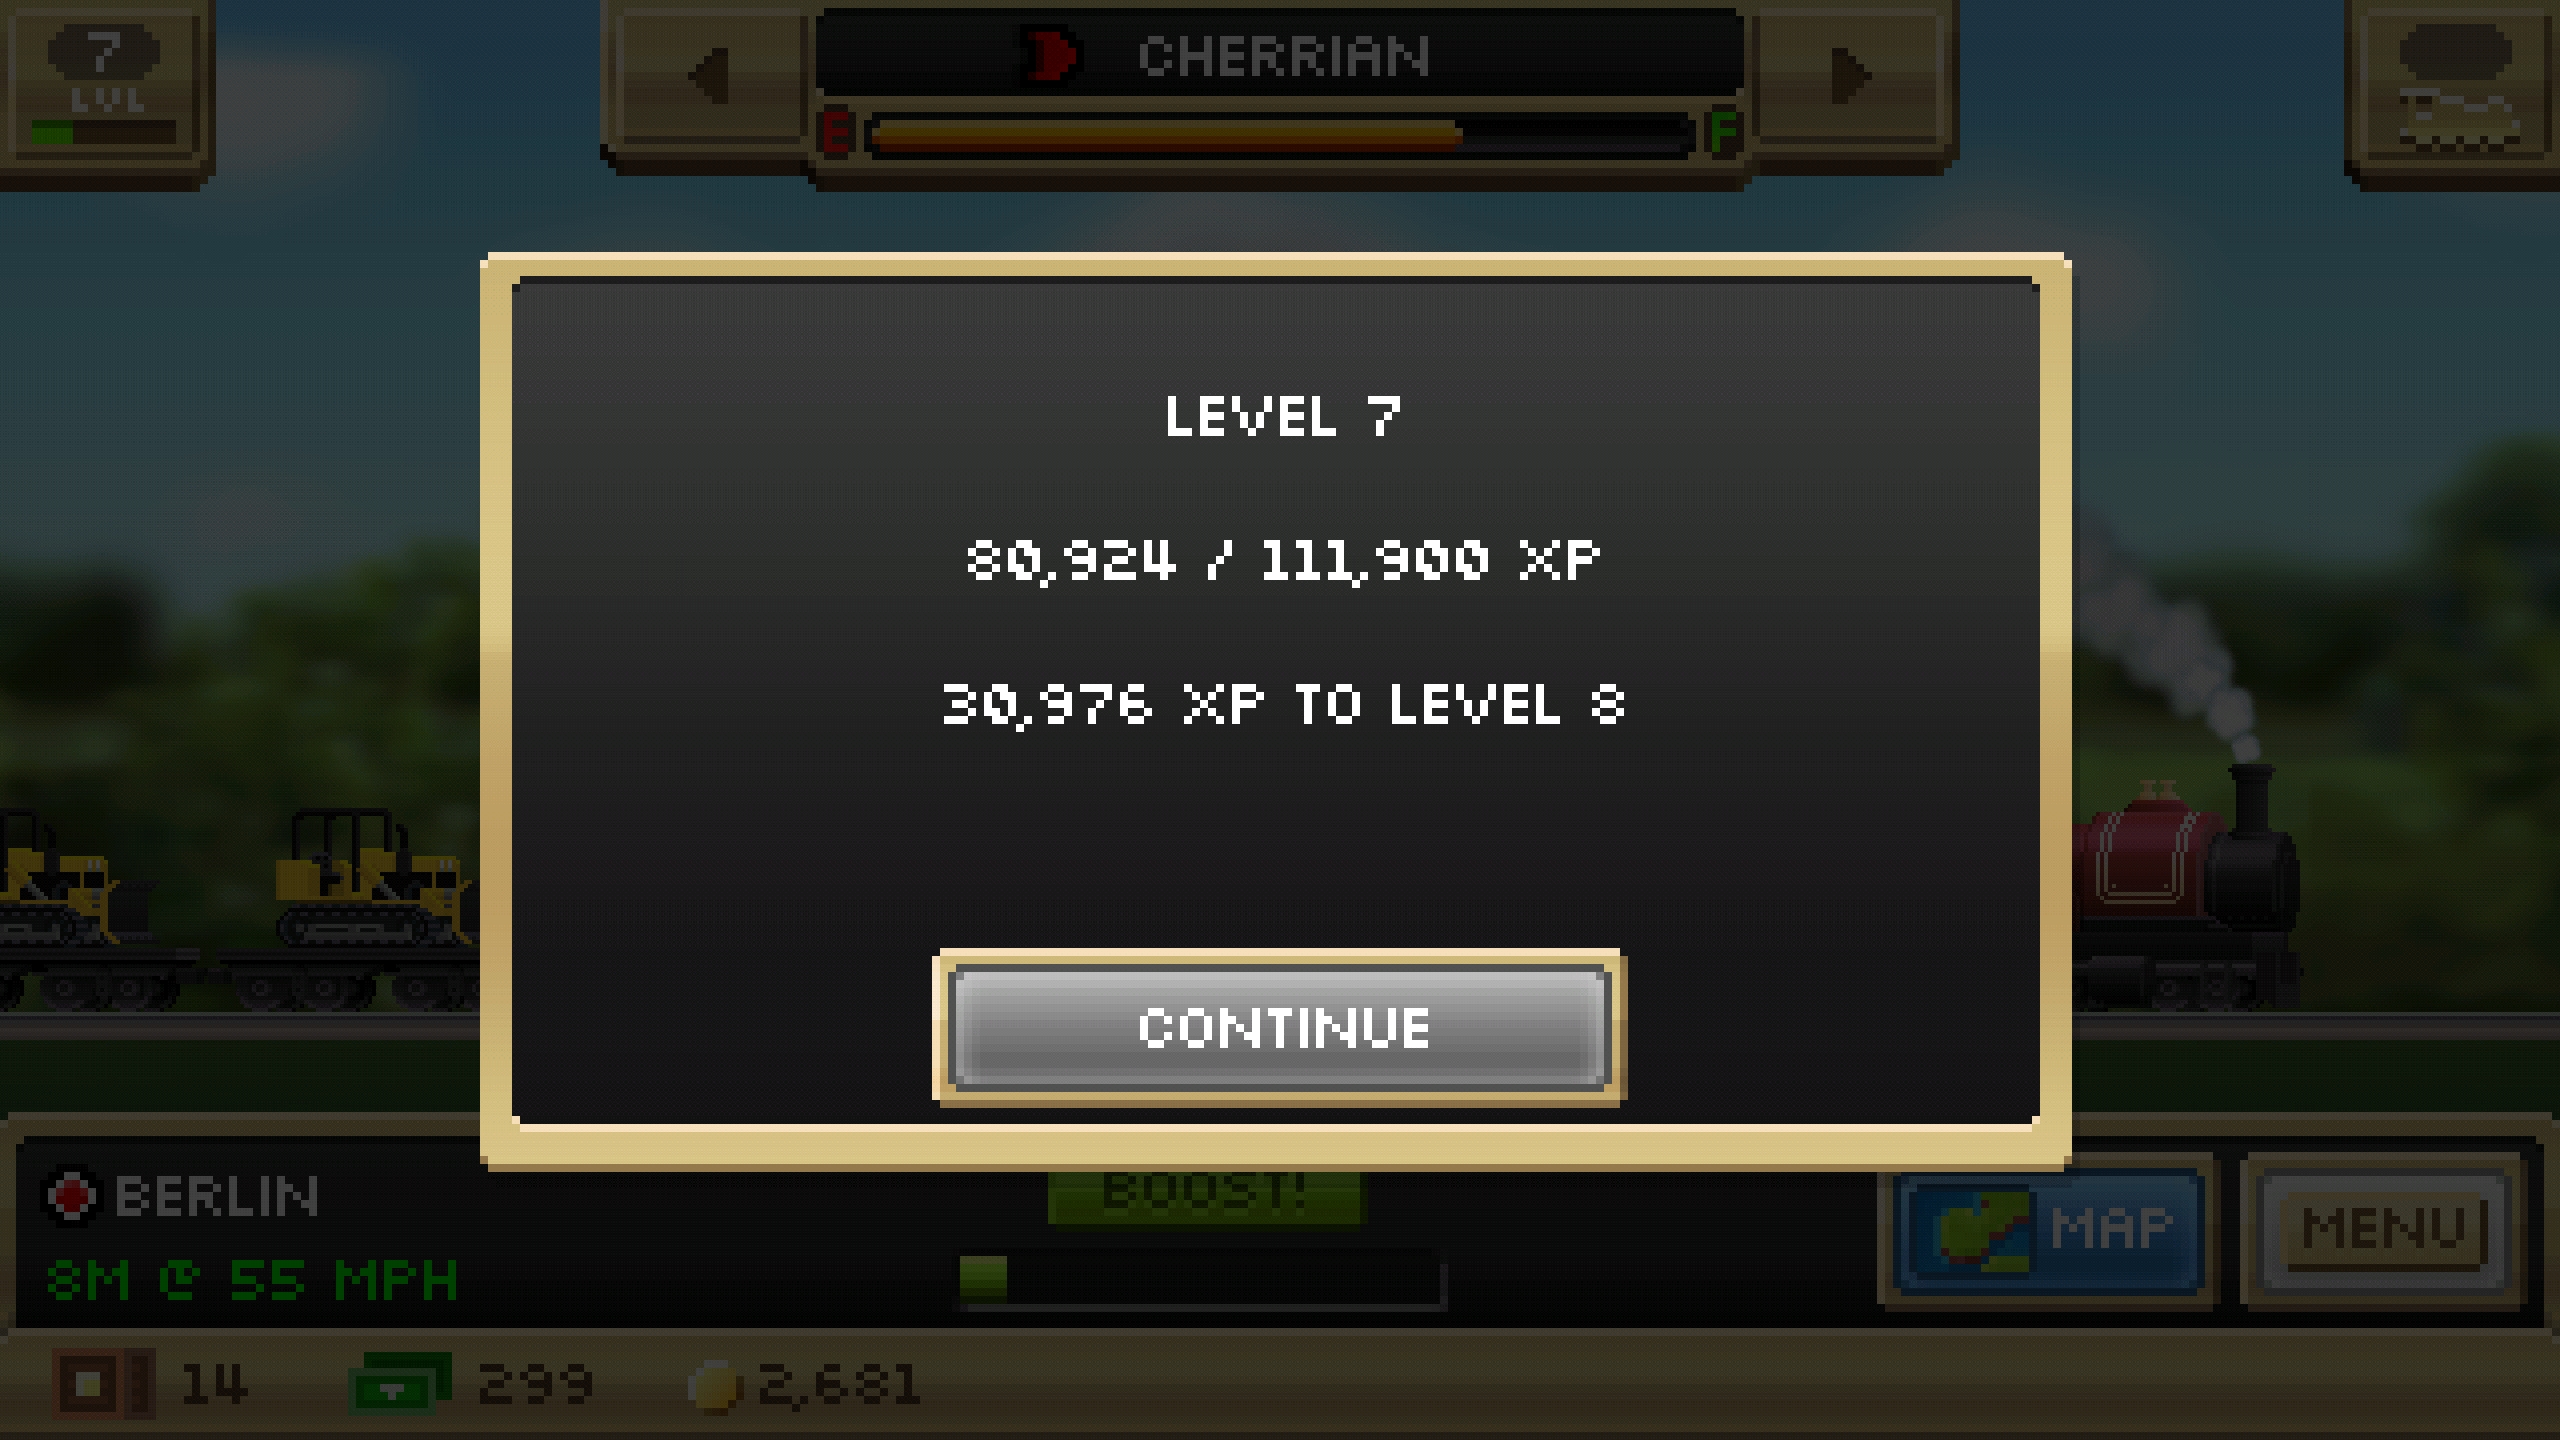 7
LVL
CHERRIAN
E F
LEVEL 7
80,924 / 111,900 XP
30,976 XP TO LEVEL 8
CONTINUE
BERLIN
8M @ 55 MPH
BOOST!
MAP
MENU
14 299 2,681